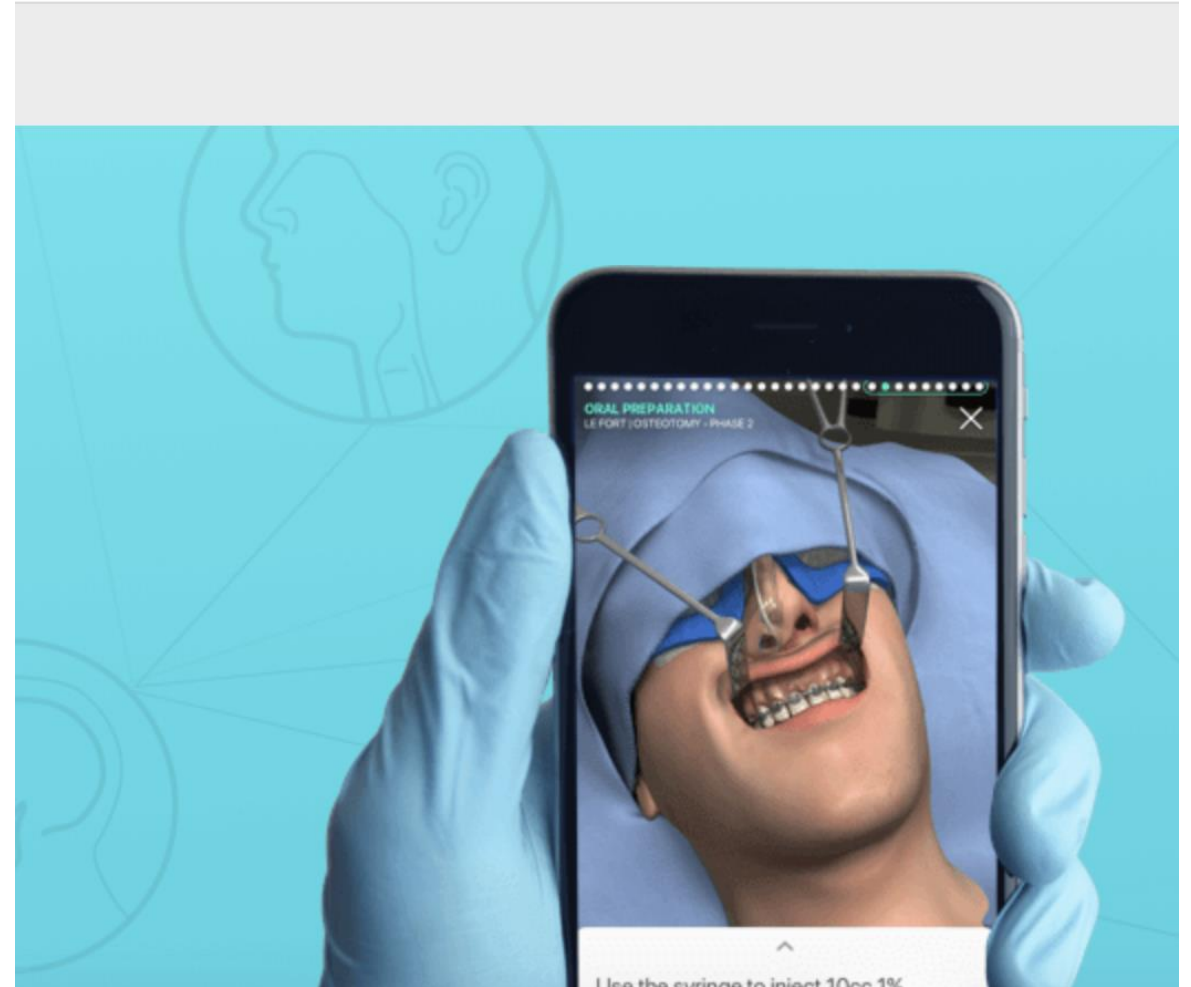 ORAL PREPARATION
LE FORT | OSTEOTOMY - PHASE 2
Use the syringe to inject 10cc 1%